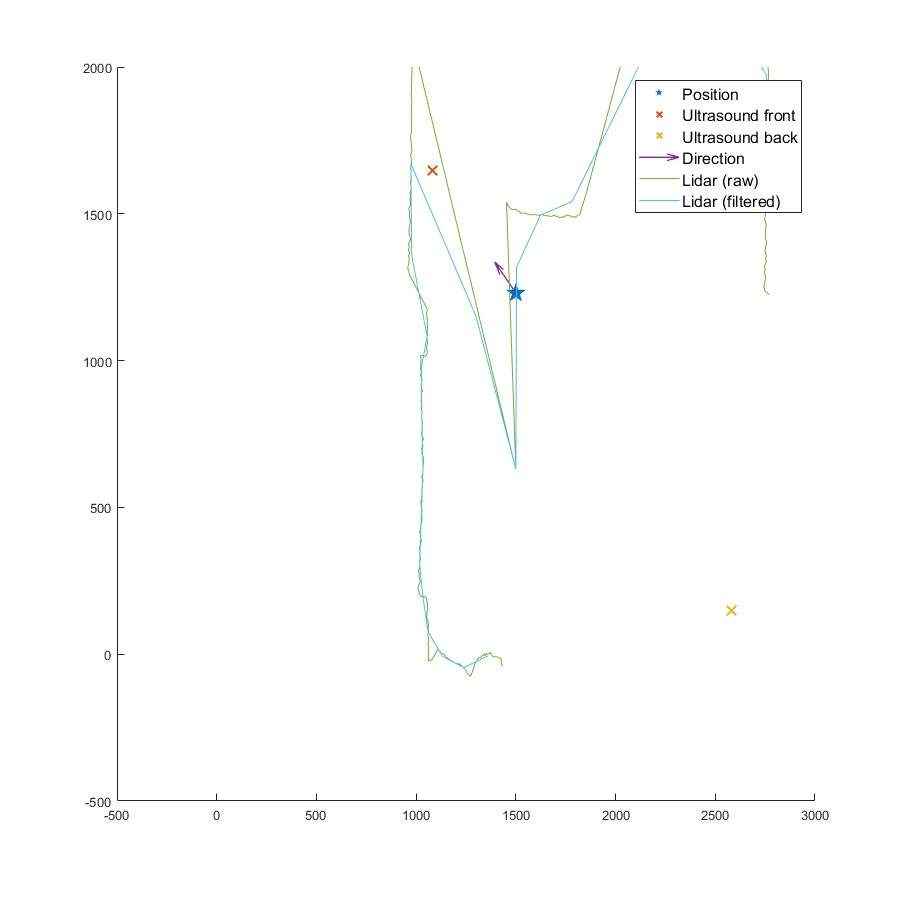 2000
1500
1000
500
0
-500
-500
0
500
1000
1500
2000
2500
3000
Position
Ultrasound front
Ultrasound back
Direction
Lidar (raw)
Lidar (filtered)